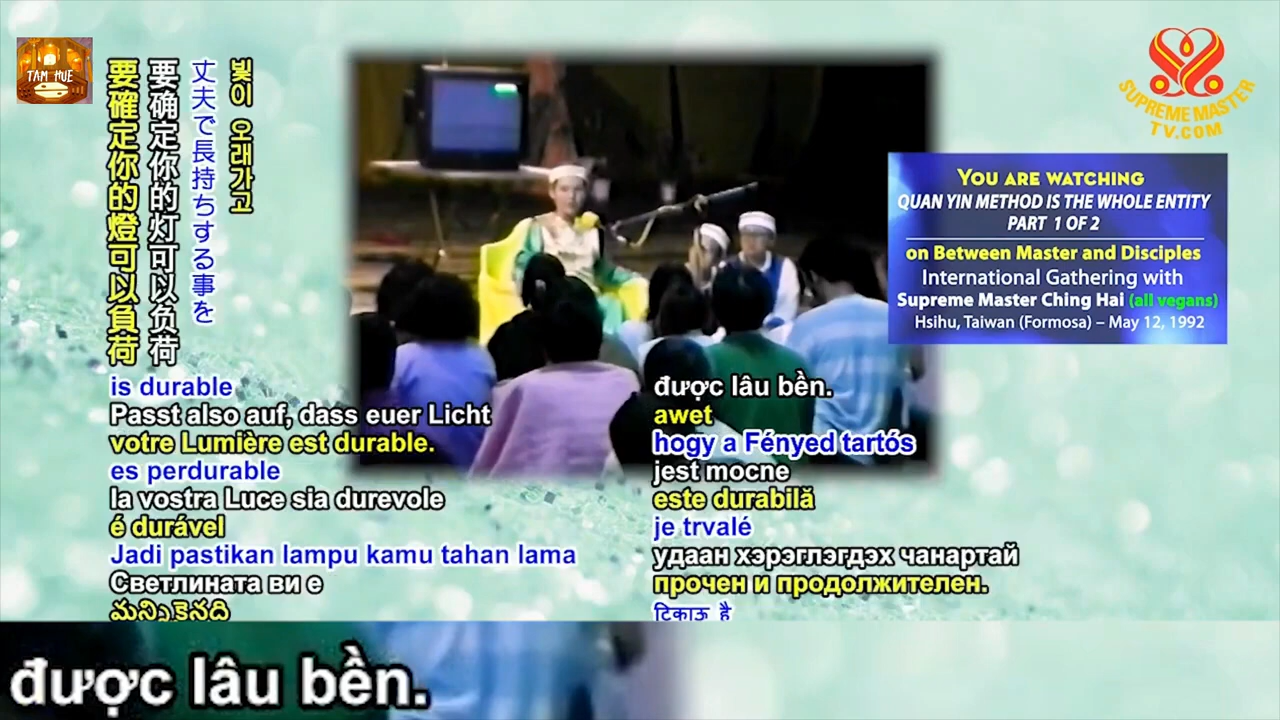 TAM HUE
要確定你的燈可以負荷
要确定你的灯可以负荷
丈夫で長持ちする事を
빛이 오래가고
SUPREME MASTER
TV.COM
YOU ARE WATCHING
QUAN YIN METHOD IS THE WHOLE ENTITY
PART 1 OF 2
on Between Master and Disciples
International Gathering with
Supreme Master Ching Hai (all vegans)
Hsihu, Taiwan (Formosa) – May 12, 1992
is durable
Passt also auf, dass euer Licht
votre Lumière est durable.
es perdurable
la vostra Luce sia durevole
é durável
Jadi pastikan lampu kamu tahan lama
Светлината ви е
మన్నికైనది
được lâu bền.
awet
hogy a Fényed tartós
jest mocne
este durabilă
je trvalé
удаан хэрэглэгдэх чанартай
прочен и продолжителен.
टिकाऊ है
được lâu bền.